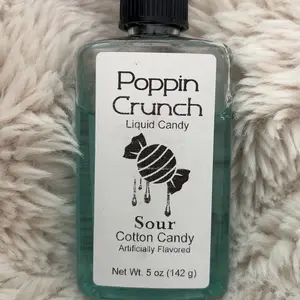 Poppin
Crunch
Liquid Candy
Sour
Cotton Candy
Artificially Flavored
Net Wt. 5 oz (142 g)